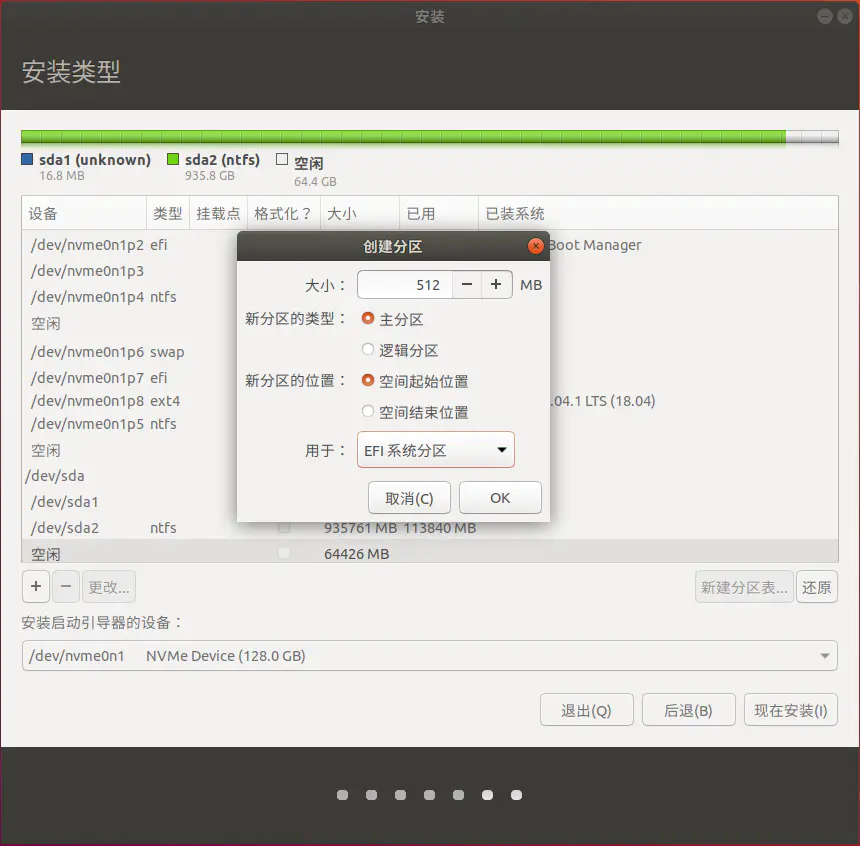 安装
安装类型
sda1 (unknown) sda2 (ntfs) 空闲
16.8 MB 935.8 GB 64.4 GB
设备 类型 挂载点 格式化？ 大小 已用 已装系统
/dev/nvme0n1p2 efi Boot Manager
/dev/nvme0n1p3
/dev/nvme0n1p4 ntfs
空闲
/dev/nvme0n1p6 swap
/dev/nvme0n1p7 efi
/dev/nvme0n1p8 ext4 .04.1 LTS (18.04)
/dev/nvme0n1p5 ntfs
空闲
/dev/sda
/dev/sda1
/dev/sda2 ntfs 935761 MB 113840 MB
空闲 64426 MB
创建分区
大小： 512 − + MB
新分区的类型： 主分区
逻辑分区
新分区的位置： 空间起始位置
空间结束位置
用于： EFI 系统分区
取消(C) OK
+ − 更改... 新建分区表... 还原
安装启动引导器的设备：
/dev/nvme0n1 NVMe Device (128.0 GB)
退出(Q) 后退(B) 现在安装(I)